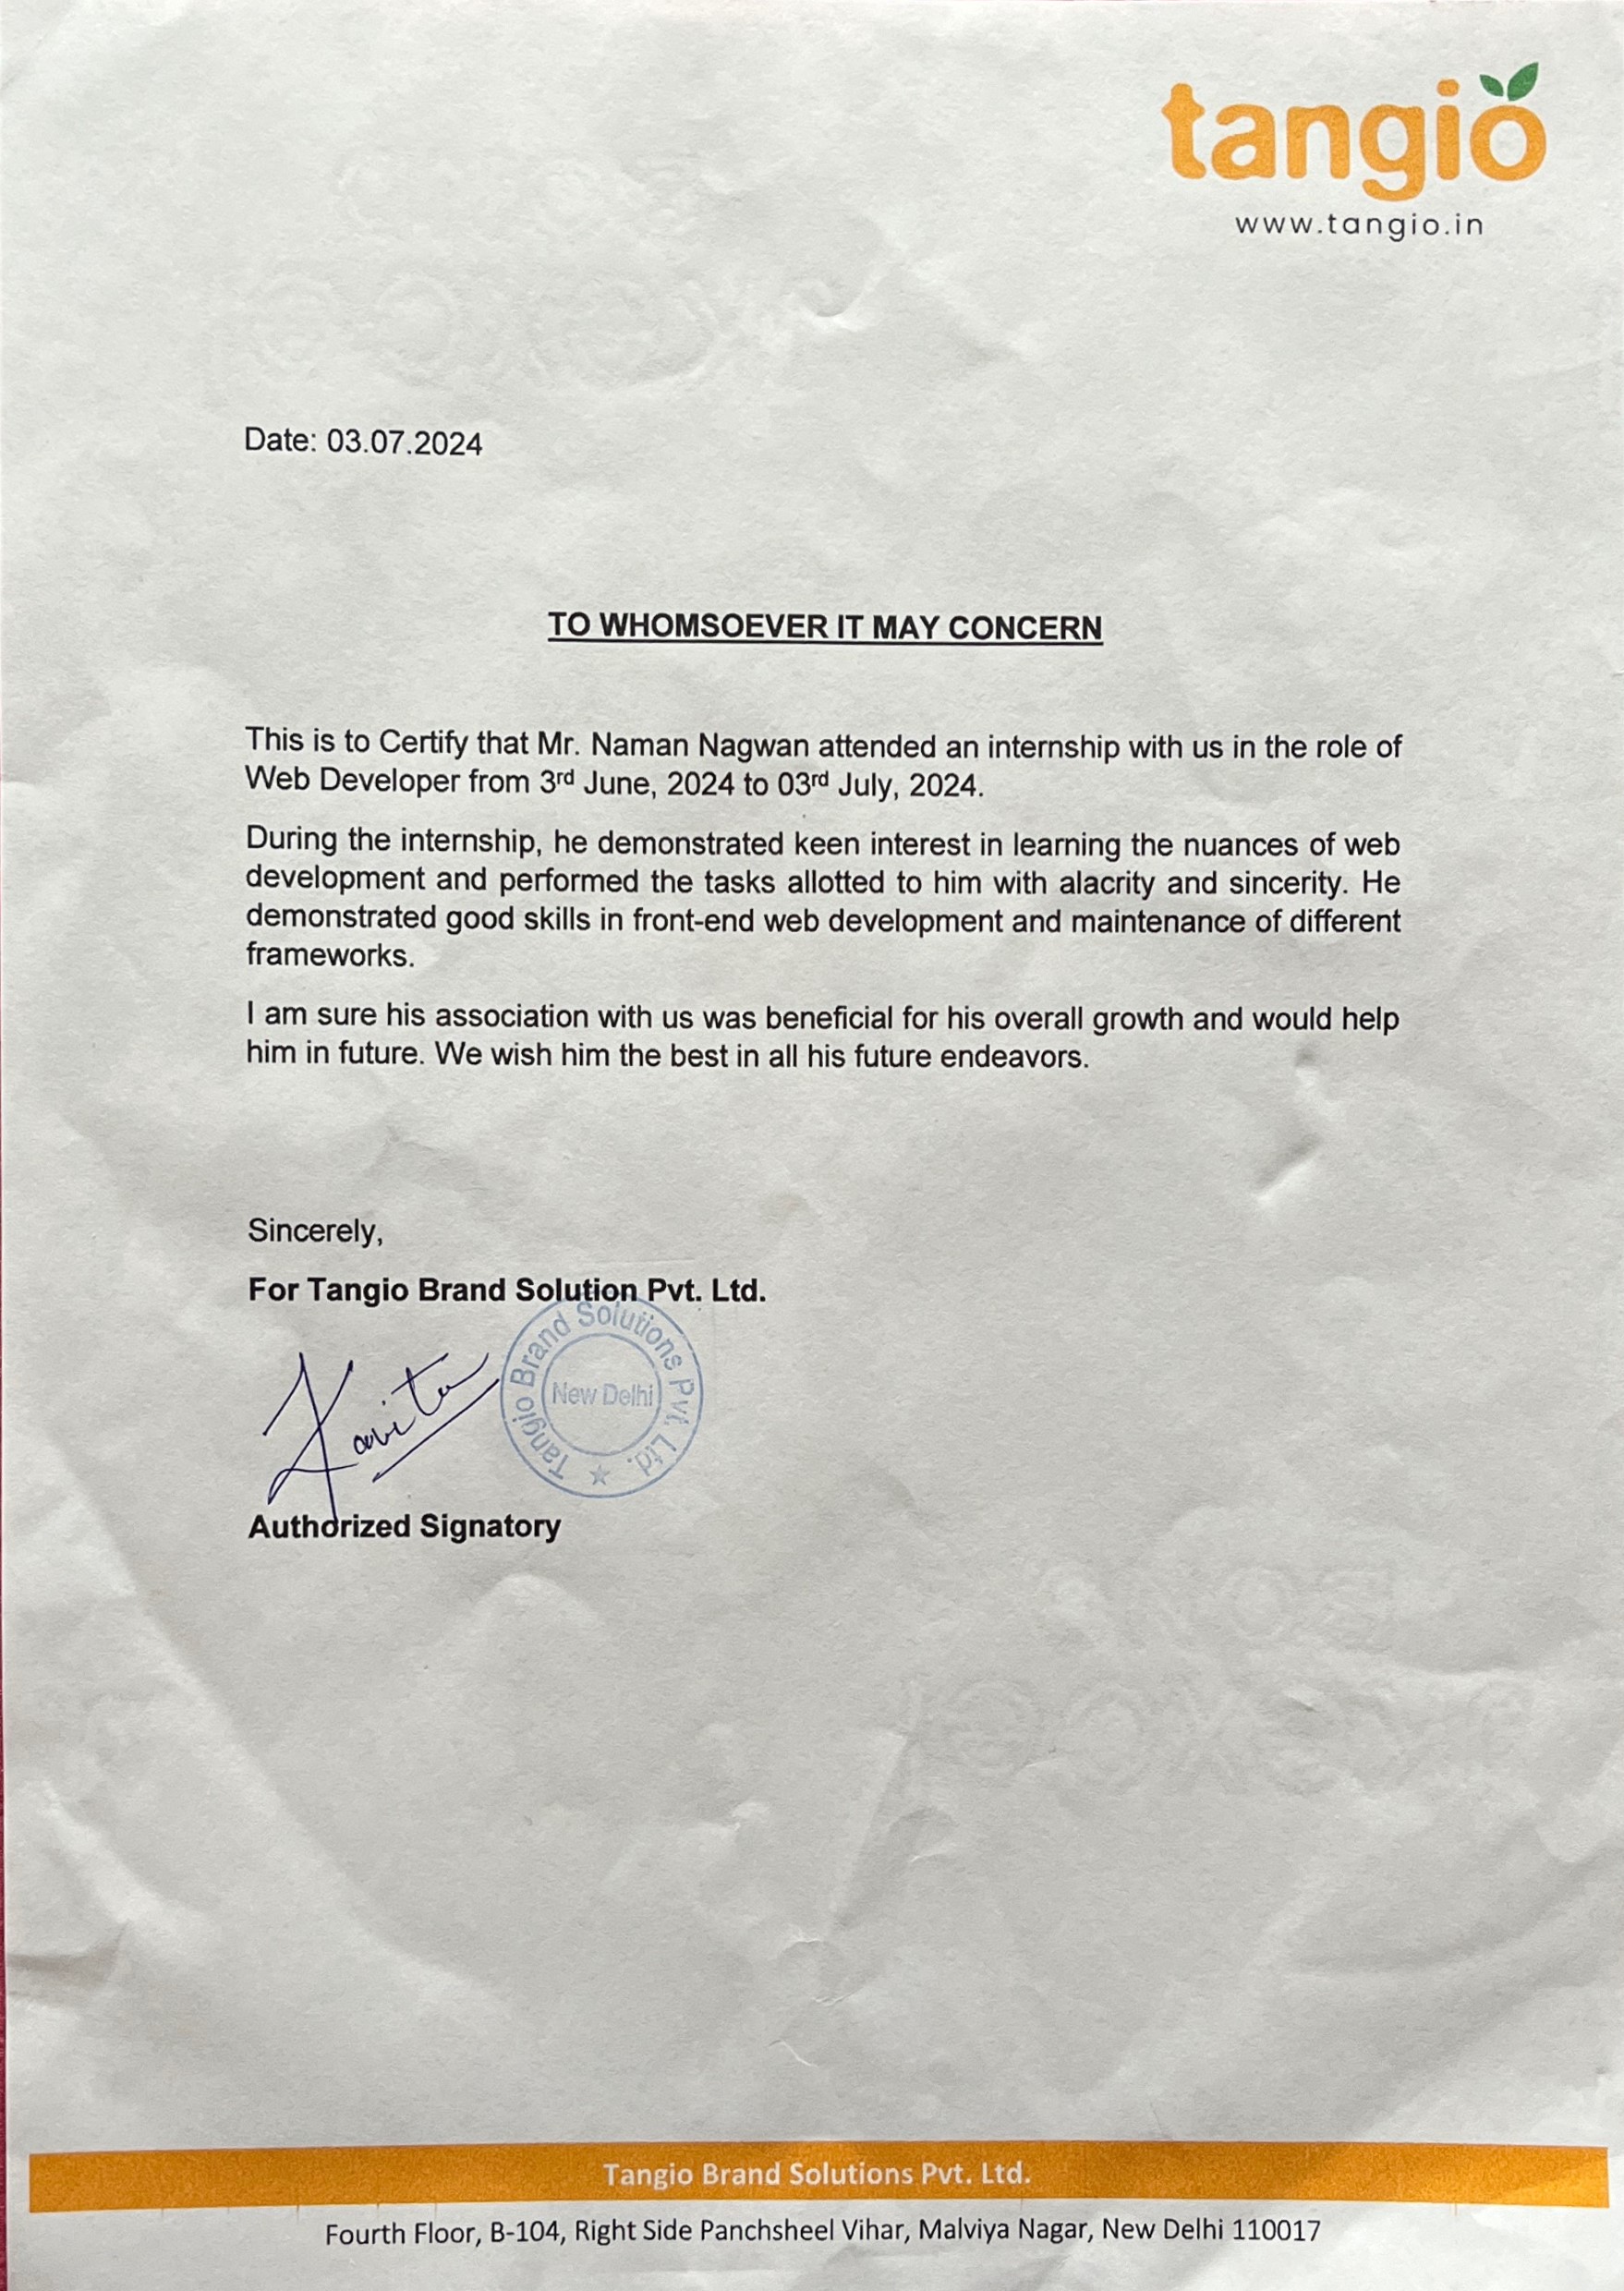 tangio
www.tangio.in
Date: 03.07.2024
TO WHOMSOEVER IT MAY CONCERN
This is to Certify that Mr. Naman Nagwan attended an internship with us in the role of
Web Developer from 3rd June, 2024 to 03rd July, 2024.
During the internship, he demonstrated keen interest in learning the nuances of web
development and performed the tasks allotted to him with alacrity and sincerity. He
demonstrated good skills in front-end web development and maintenance of different
frameworks.
I am sure his association with us was beneficial for his overall growth and would help
him in future. We wish him the best in all his future endeavors.
Sincerely,
For Tangio Brand Solution Pvt. Ltd.
Tangio Brand Solutions Pvt. Ltd.
New Delhi
Kavita
Authorized Signatory
Tangio Brand Solutions Pvt. Ltd.
Fourth Floor, B-104, Right Side Panchsheel Vihar, Malviya Nagar, New Delhi 110017